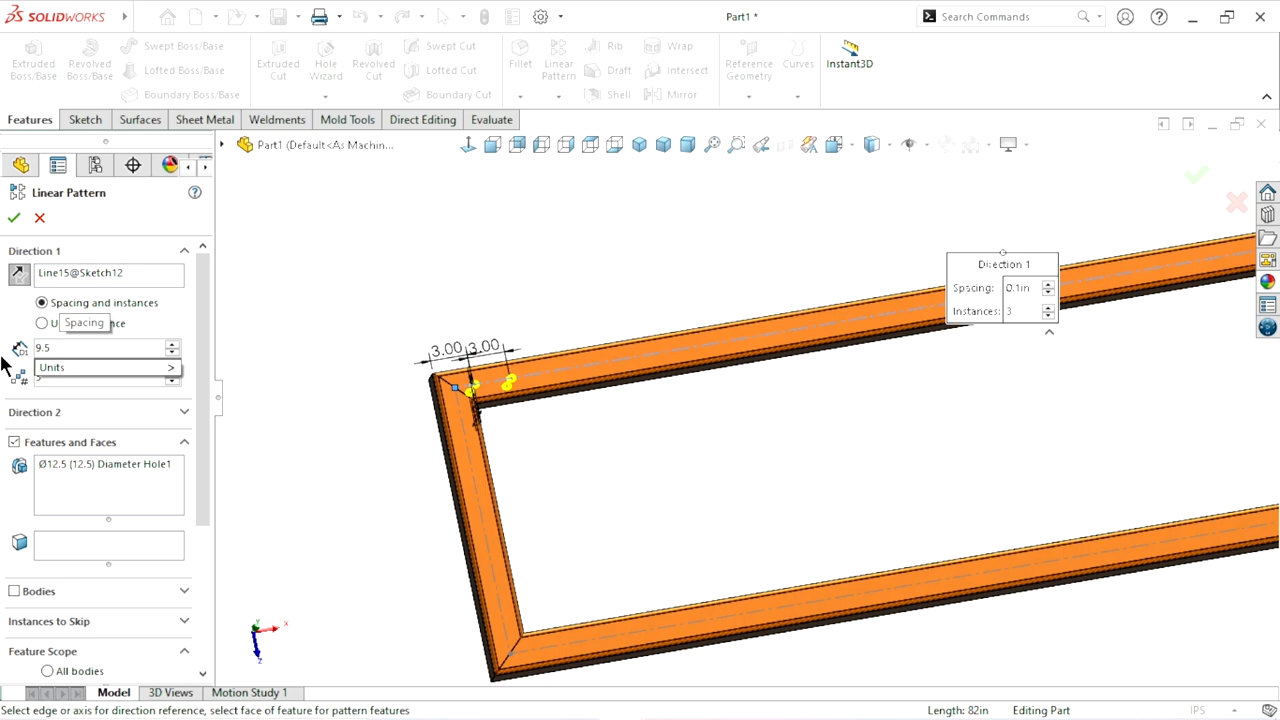 SOLIDWORKS
Part1 *
Search Commands
Extruded Boss/Base
Revolved Boss/Base
Swept Boss/Base
Lofted Boss/Base
Boundary Boss/Base
Extruded Cut
Hole Wizard
Revolved Cut
Swept Cut
Lofted Cut
Boundary Cut
Fillet
Linear Pattern
Rib
Draft
Shell
Wrap
Intersect
Mirror
Reference Geometry
Curves
Instant3D
Features
Sketch
Surfaces
Sheet Metal
Weldments
Mold Tools
Direct Editing
Evaluate
Part1 (Default<As Machin...
Linear Pattern
Direction 1
Line15@Sketch12
Spacing and instances
Spacing
nce
9.5
Units >
Direction 2
Features and Faces
Ø12.5 (12.5) Diameter Hole1
Bodies
Instances to Skip
Feature Scope
All bodies
3.00
3.00
Direction 1
Spacing: 0.1in
Instances: 3
X
Y
Z
Model
3D Views
Motion Study 1
Select edge or axis for direction reference, select face of feature for pattern features
Length: 82in
Editing Part
IPS